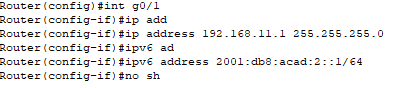 Router(config)#int g0/1
Router(config-if)#ip add
Router(config-if)#ip address 192.168.11.1 255.255.255.0
Router(config-if)#ipv6 ad
Router(config-if)#ipv6 address 2001:db8:acad:2::1/64
Router(config-if)#no sh